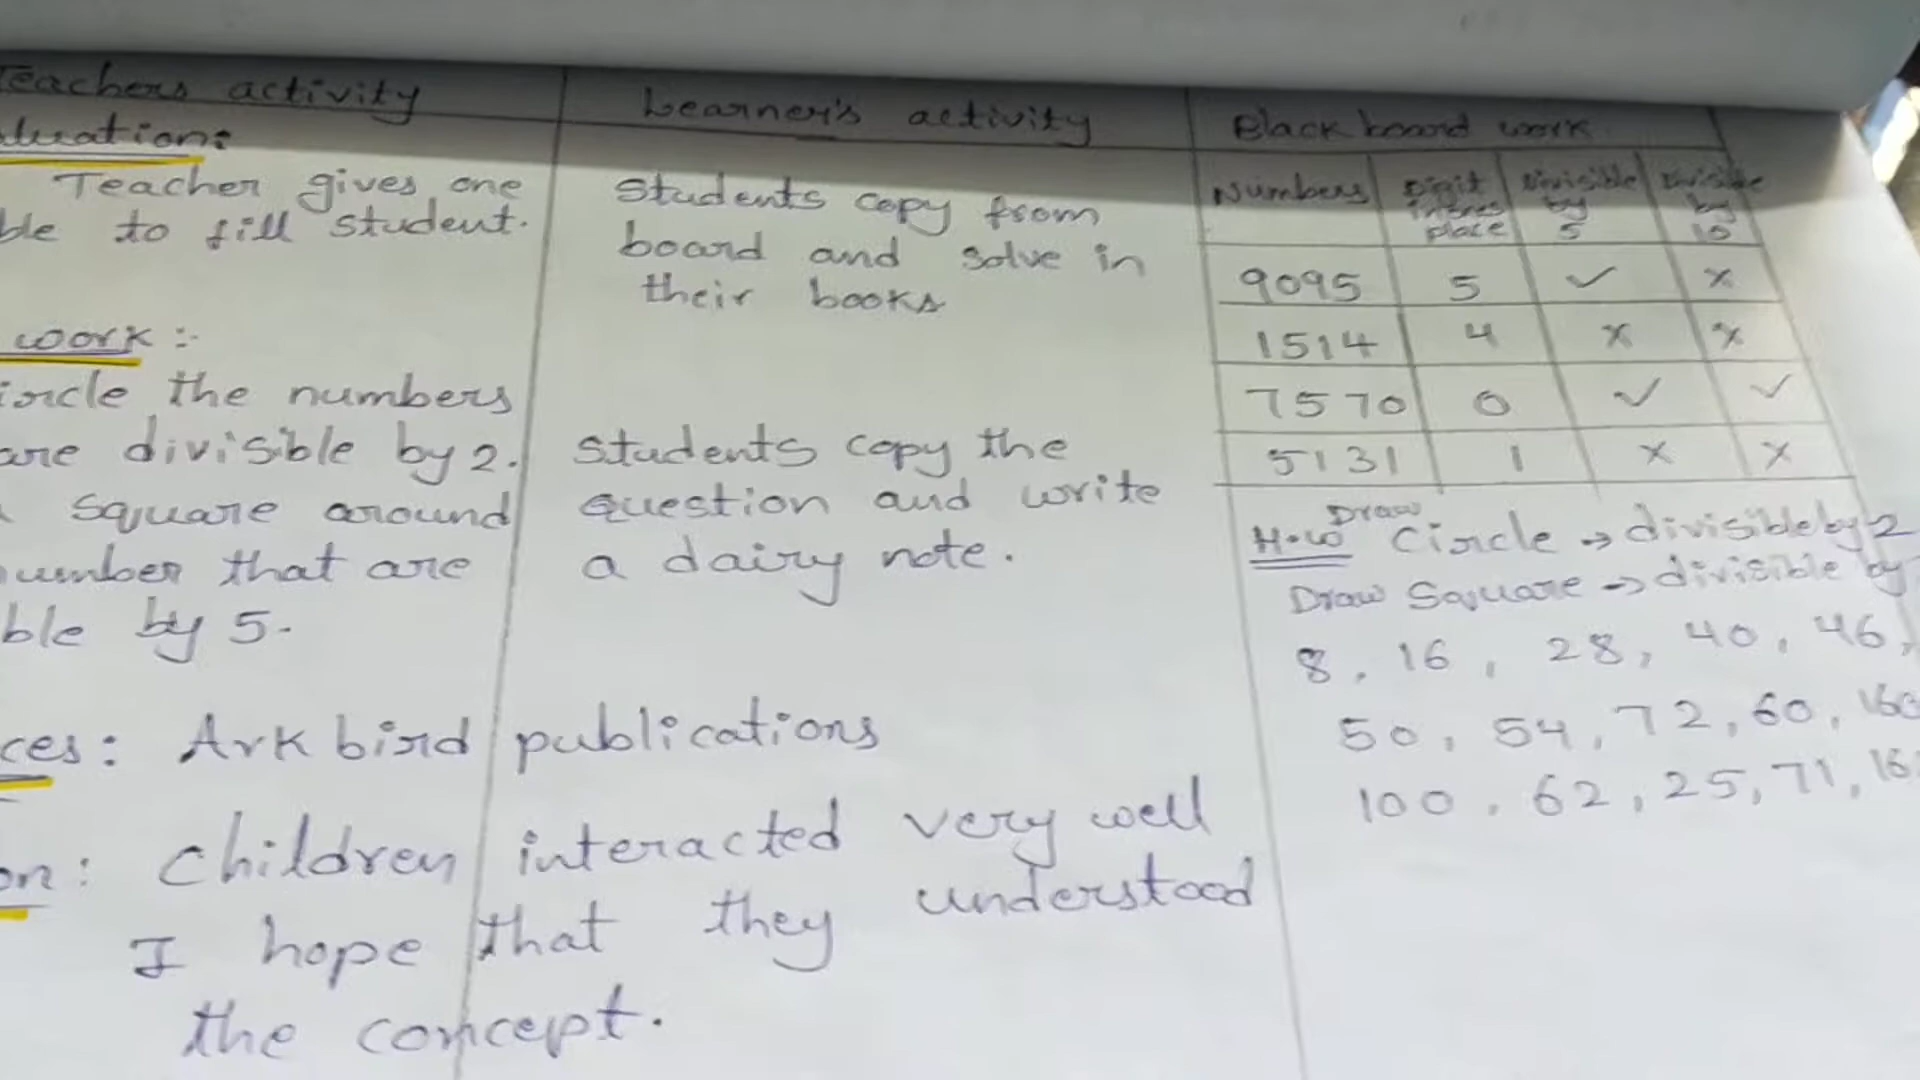 Teachers activity
Learner's activity
Black board work
aluation:
Teacher gives one
ble to fill student.
Students copy from
board and solve in
their books
work :-
ircle the numbers
are divisible by 2.
square around
number that are
ble by 5.
Students copy the
question and write
a dairy note.
Numbers Digit in ones place Divisible by 5 Divisible by 10
9095 5 ✓ x
1514 4 x x
7570 0 ✓ ✓
5131 1 x x
H.W Draw Circle → divisible by 2
Draw Square → divisible by
8, 16, 28, 40, 46,
50, 54, 72, 60, 160
100, 62, 25, 71, 16
ces: Ark bird publications
on: Children interacted very well
I hope that they understood
the concept.